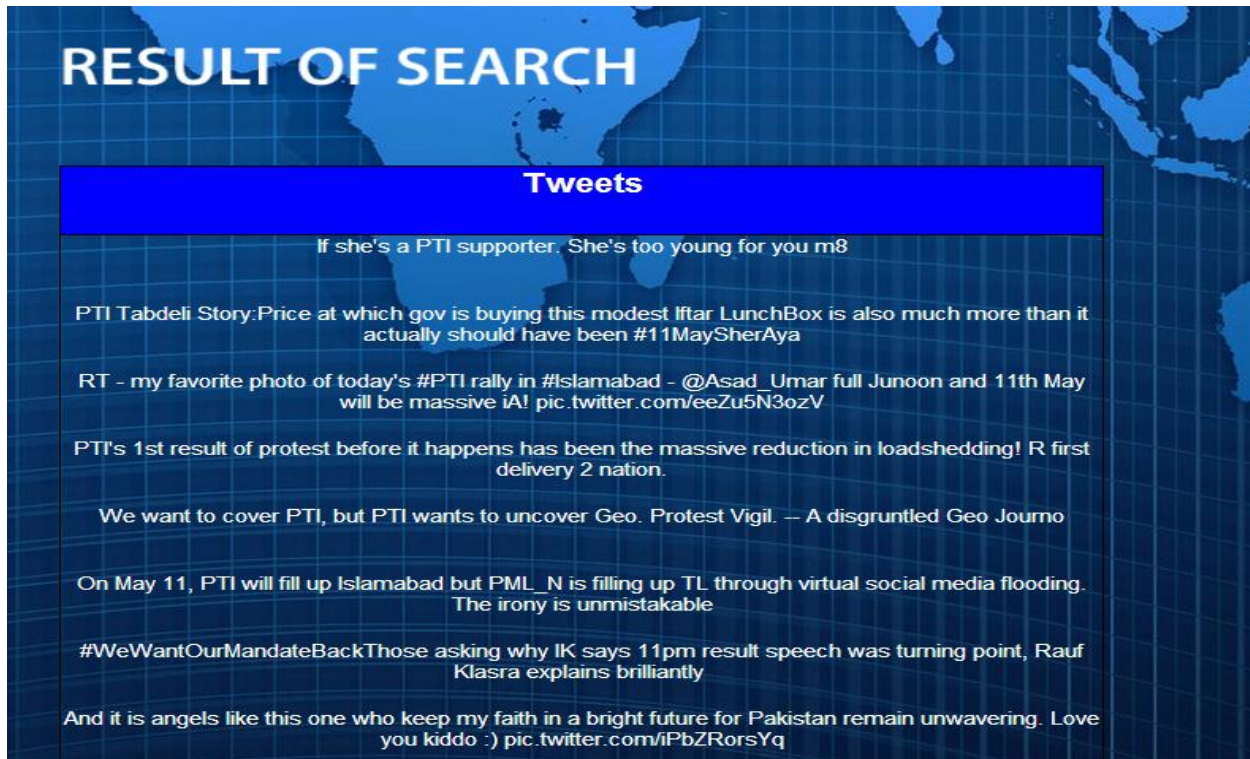 RESULT OF SEARCH
Tweets
If she's a PTI supporter. She's too young for you m8
PTI Tabdeli Story:Price at which gov is buying this modest Iftar LunchBox is also much more than it
actually should have been #11MaySherAya
RT - my favorite photo of today's #PTI rally in #Islamabad - @Asad_Umar full Junoon and 11th May
will be massive iA! pic.twitter.com/eeZu5N3ozV
PTI's 1st result of protest before it happens has been the massive reduction in loadshedding! R first
delivery 2 nation.
We want to cover PTI, but PTI wants to uncover Geo. Protest Vigil. -- A disgruntled Geo Journo
On May 11, PTI will fill up Islamabad but PML_N is filling up TL through virtual social media flooding.
The irony is unmistakable
#WeWantOurMandateBackThose asking why IK says 11pm result speech was turning point, Rauf
Klasra explains brilliantly
And it is angels like this one who keep my faith in a bright future for Pakistan remain unwavering. Love
you kiddo :) pic.twitter.com/iPbZRorsYq